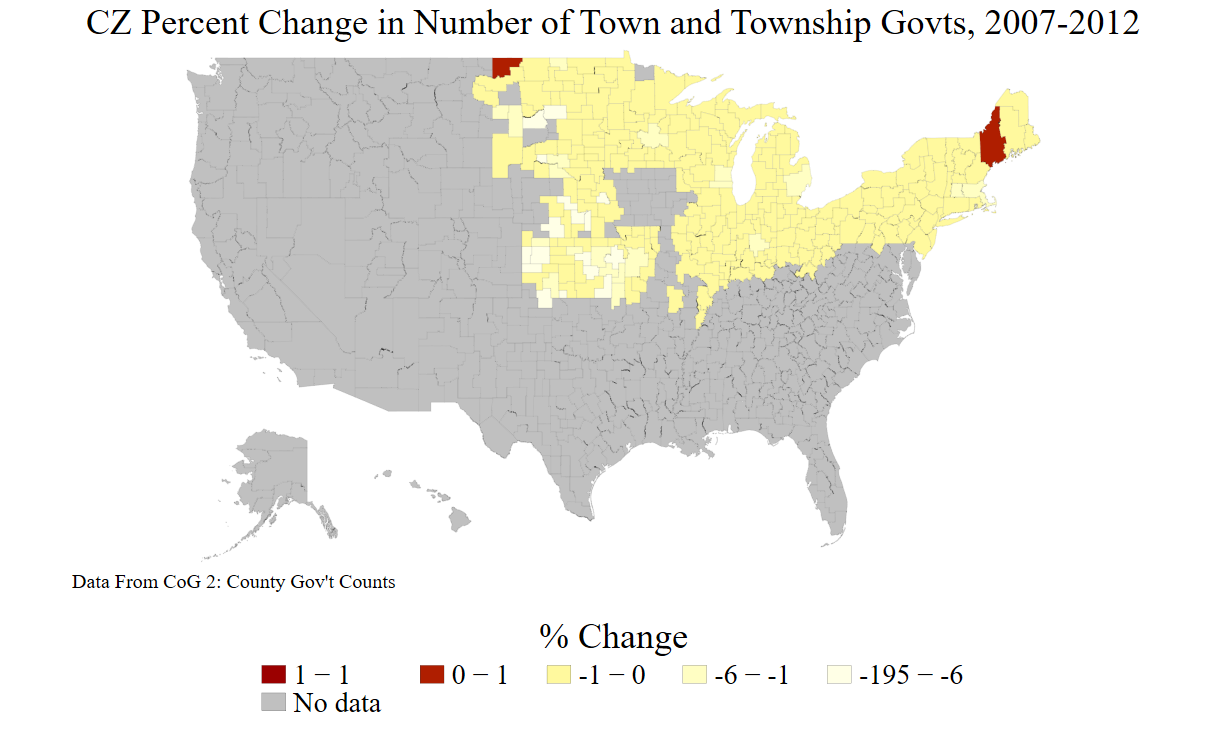 CZ Percent Change in Number of Town and Township Govts, 2007-2012
Data From CoG 2: County Gov't Counts
% Change
1 − 1 0 − 1 -1 − 0 -6 − -1 -195 − -6
No data